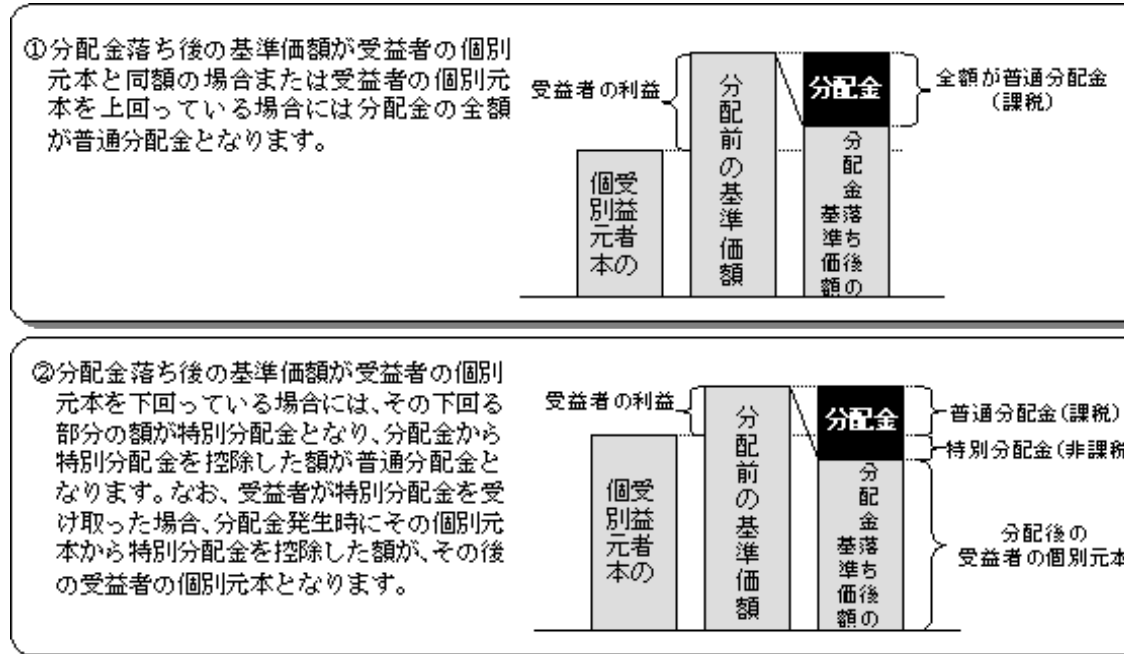 ①分配金落ち後の基準価額が受益者の個別
元本と同額の場合または受益者の個別元
本を上回っている場合には分配金の全額
が普通分配金となります。
受益者の利益
受益者の
個別元本
分配前の基準価額
分配金
分配金落ち後の
基準価額
全額が普通分配金
(課税)
②分配金落ち後の基準価額が受益者の個別
元本を下回っている場合には、その下回る
部分の額が特別分配金となり、分配金から
特別分配金を控除した額が普通分配金と
なります。なお、受益者が特別分配金を受
け取った場合、分配金発生時にその個別元
本から特別分配金を控除した額が、その後
の受益者の個別元本となります。
受益者の利益
受益者の
個別元本
分配前の基準価額
分配金
分配金落ち後の
基準価額
普通分配金(課税)
特別分配金(非課税
分配後の
受益者の個別元本